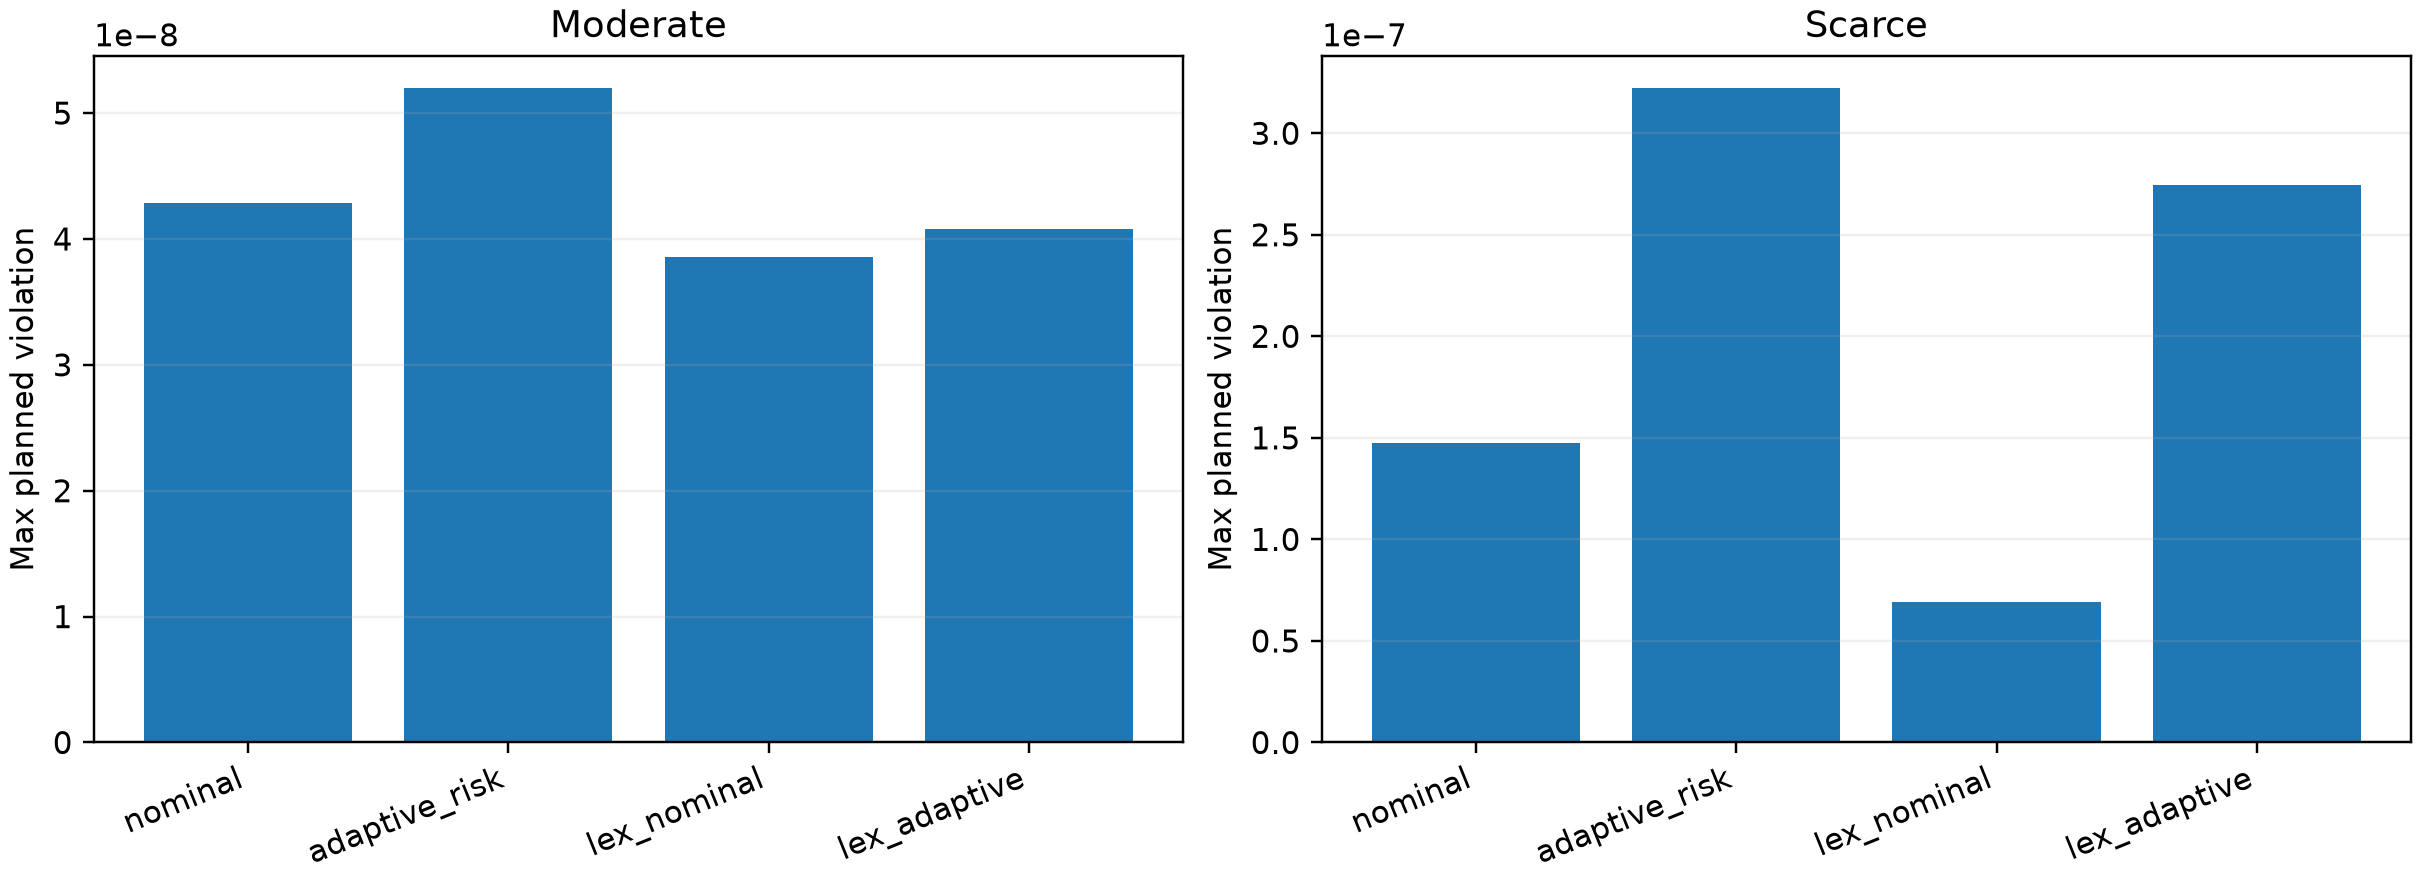 Moderate
1e−8
Max planned violation
5
4
3
2
1
0
nominal
adaptive_risk
lex_nominal
lex_adaptive
Scarce
1e−7
Max planned violation
3.0
2.5
2.0
1.5
1.0
0.5
0.0
nominal
adaptive_risk
lex_nominal
lex_adaptive